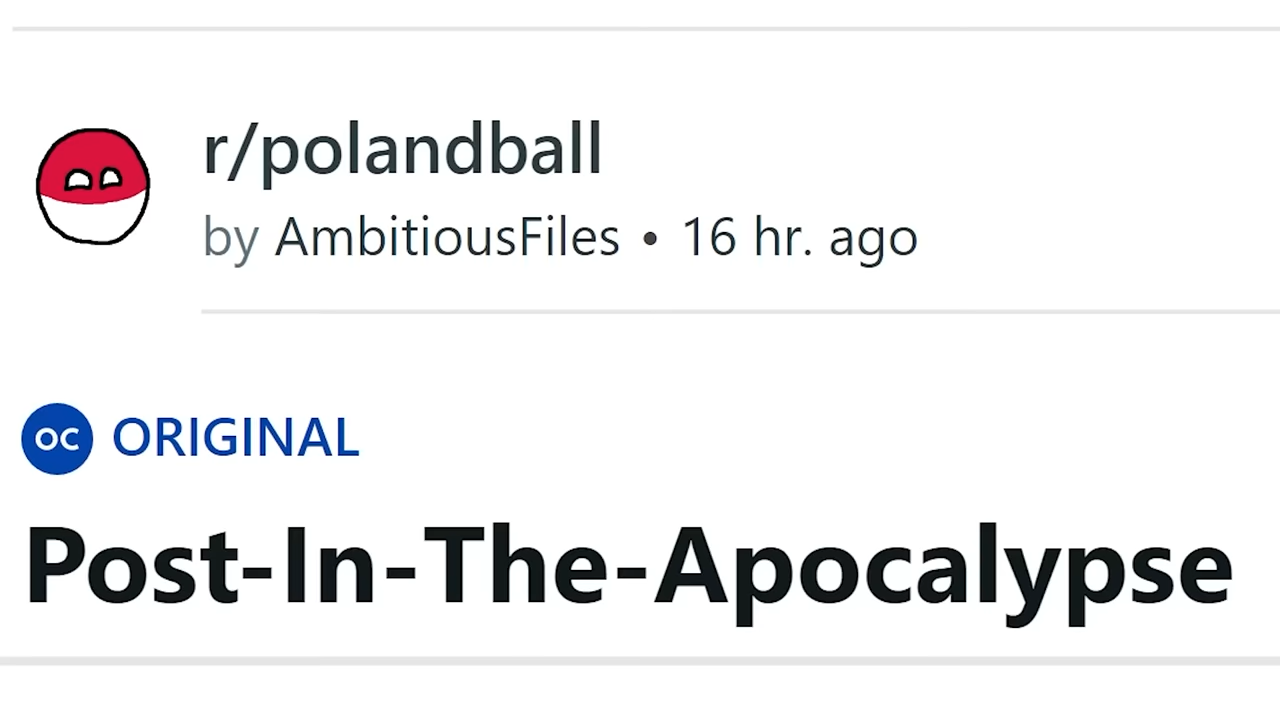 r/polandball
by AmbitiousFiles • 16 hr. ago
OC ORIGINAL
Post-In-The-Apocalypse